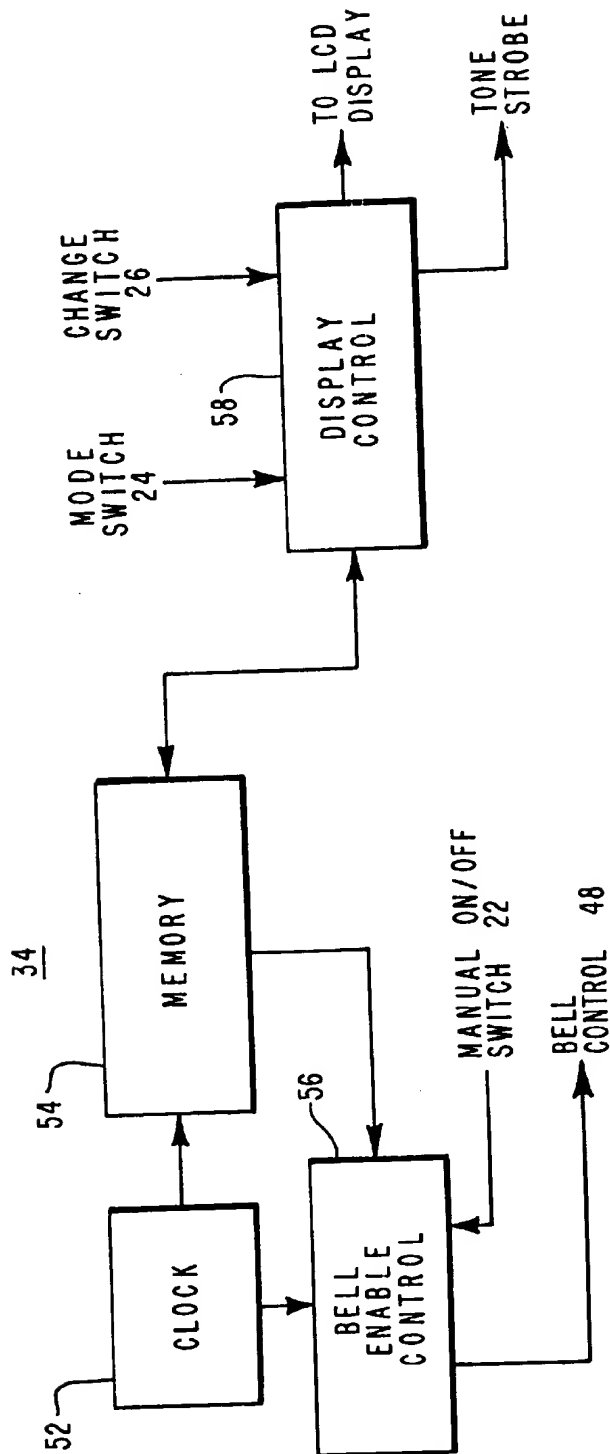 34
52
CLOCK
54
MEMORY
56
BELL
ENABLE
CONTROL
MANUAL ON/OFF
SWITCH 22
BELL
CONTROL 48
MODE
SWITCH
24
CHANGE
SWITCH
26
58
DISPLAY
CONTROL
TO LCD
DISPLAY
TONE
STROBE